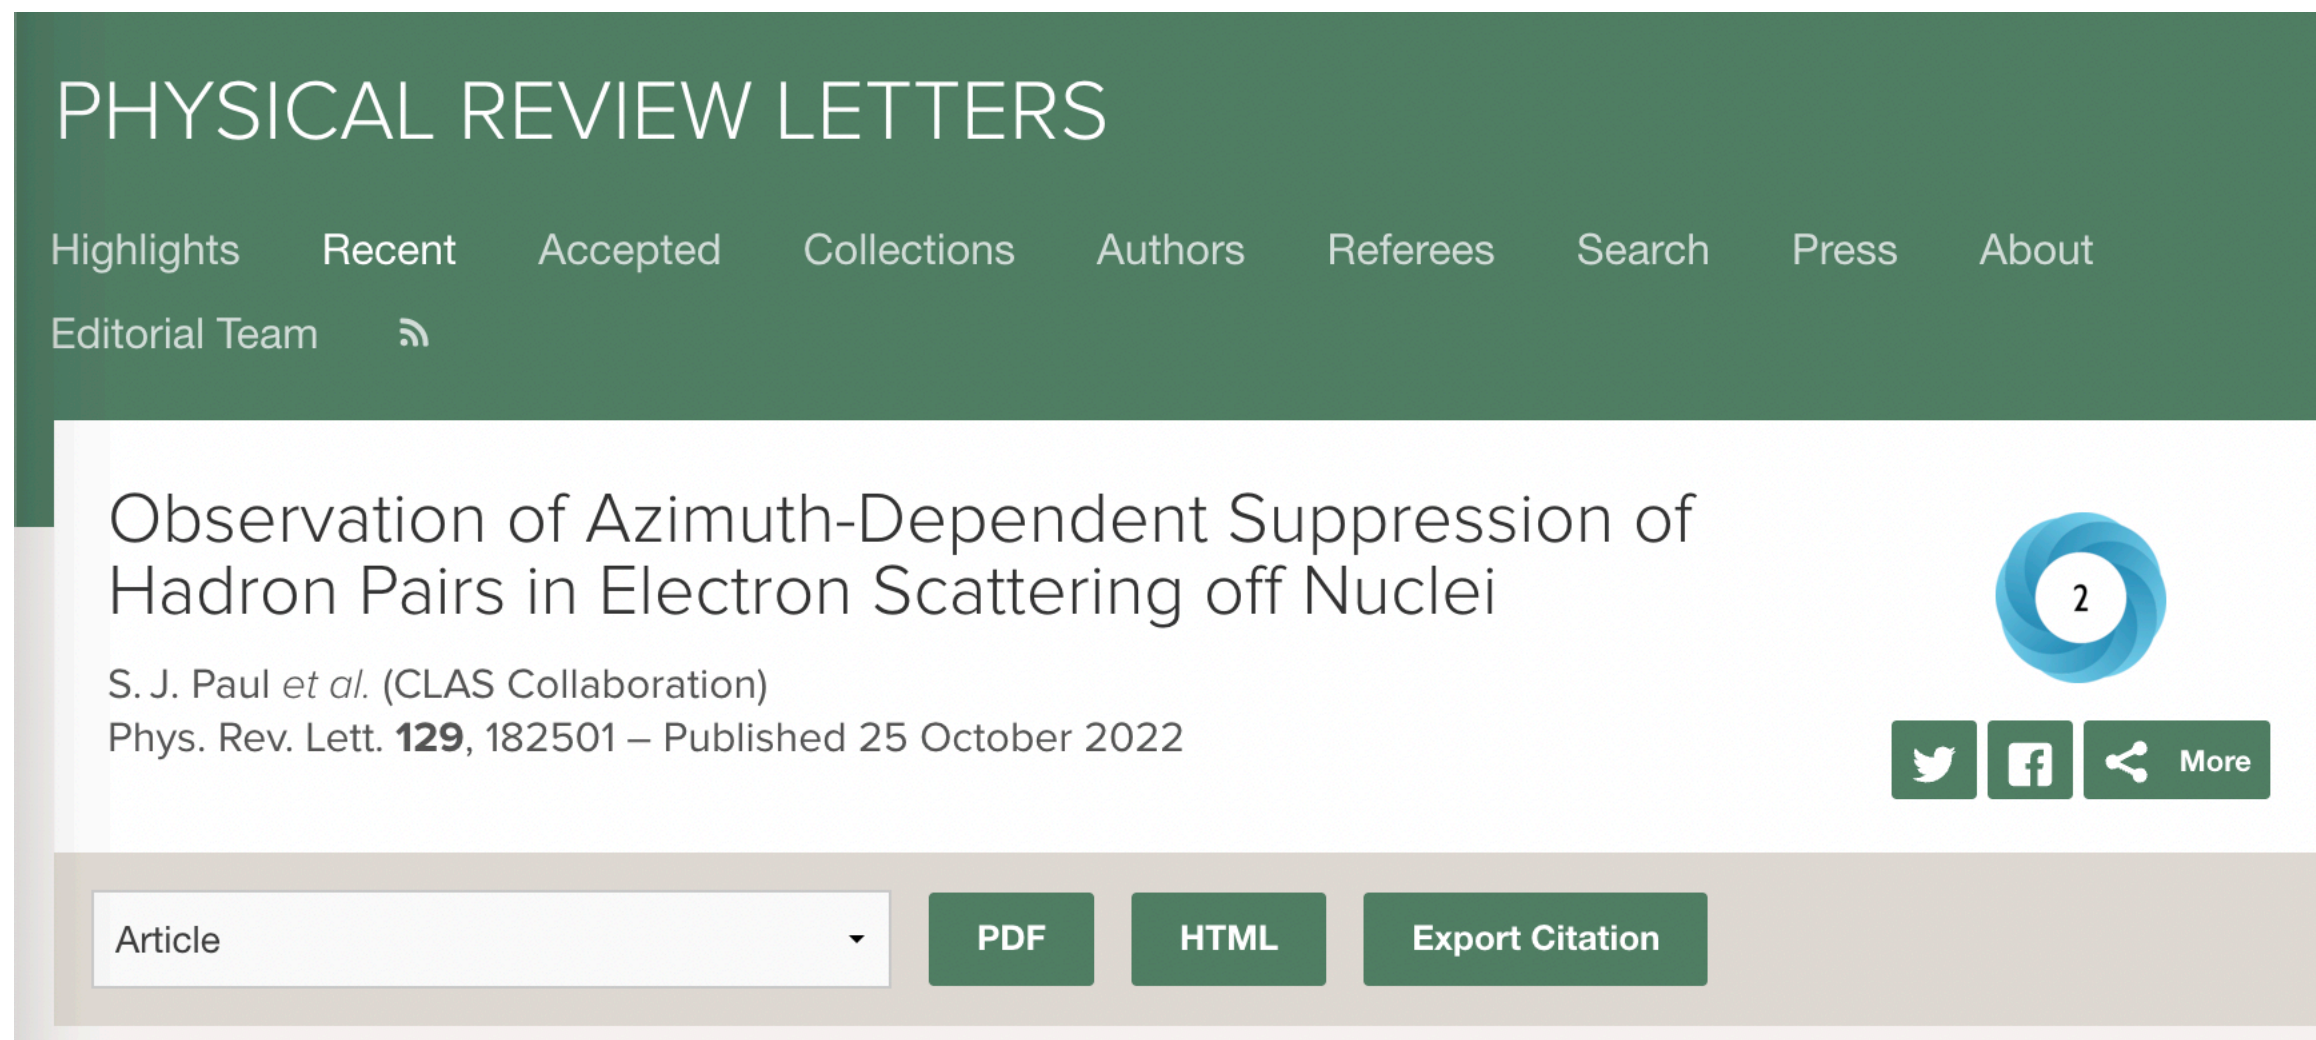 PHYSICAL REVIEW LETTERS
Highlights Recent Accepted Collections Authors Referees Search Press About
Editorial Team
Observation of Azimuth-Dependent Suppression of
Hadron Pairs in Electron Scattering off Nuclei
2
S. J. Paul et al. (CLAS Collaboration)
Phys. Rev. Lett. 129, 182501 – Published 25 October 2022
More
Article PDF HTML Export Citation